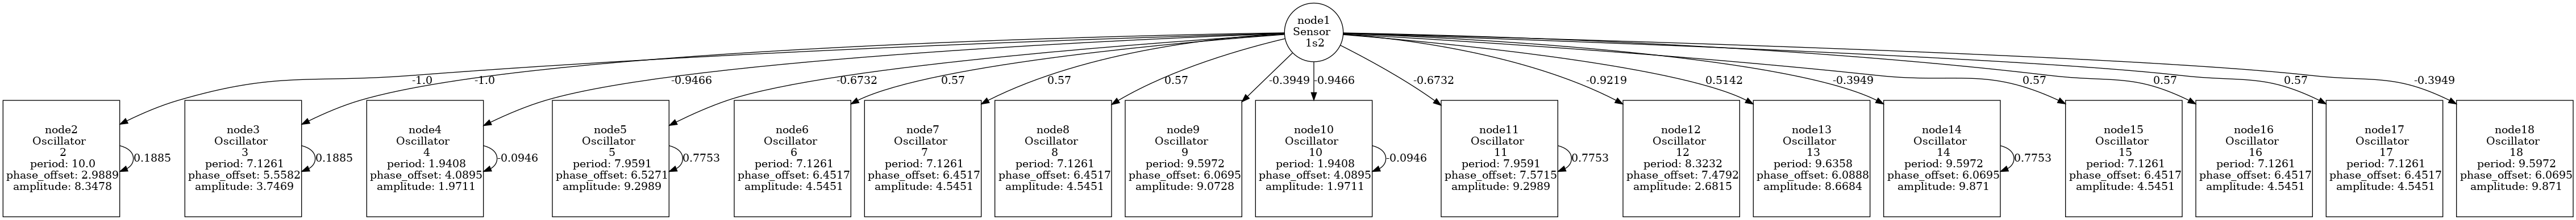 node1
Sensor
1s2
-1.0
-1.0
-0.9466
-0.6732
0.57
0.57
0.57
-0.3949
-0.9466
-0.6732
-0.9219
0.5142
-0.3949
0.57
0.57
0.57
-0.3949
node2
Oscillator
2
period: 10.0
phase_offset: 2.9889
amplitude: 8.3478
0.1885
node3
Oscillator
3
period: 7.1261
phase_offset: 5.5582
amplitude: 3.7469
0.1885
node4
Oscillator
4
period: 1.9408
phase_offset: 4.0895
amplitude: 1.9711
-0.0946
node5
Oscillator
5
period: 7.9591
phase_offset: 6.5271
amplitude: 9.2989
0.7753
node6
Oscillator
6
period: 7.1261
phase_offset: 6.4517
amplitude: 4.5451
node7
Oscillator
7
period: 7.1261
phase_offset: 6.4517
amplitude: 4.5451
node8
Oscillator
8
period: 7.1261
phase_offset: 6.4517
amplitude: 4.5451
node9
Oscillator
9
period: 9.5972
phase_offset: 6.0695
amplitude: 9.0728
node10
Oscillator
10
period: 1.9408
phase_offset: 4.0895
amplitude: 1.9711
-0.0946
node11
Oscillator
11
period: 7.9591
phase_offset: 7.5715
amplitude: 9.2989
0.7753
node12
Oscillator
12
period: 8.3232
phase_offset: 7.4792
amplitude: 2.6815
node13
Oscillator
13
period: 9.6358
phase_offset: 6.0888
amplitude: 8.6684
node14
Oscillator
14
period: 9.5972
phase_offset: 6.0695
amplitude: 9.871
0.7753
node15
Oscillator
15
period: 7.1261
phase_offset: 6.4517
amplitude: 4.5451
node16
Oscillator
16
period: 7.1261
phase_offset: 6.4517
amplitude: 4.5451
node17
Oscillator
17
period: 7.1261
phase_offset: 6.4517
amplitude: 4.5451
node18
Oscillator
18
period: 9.5972
phase_offset: 6.0695
amplitude: 9.871